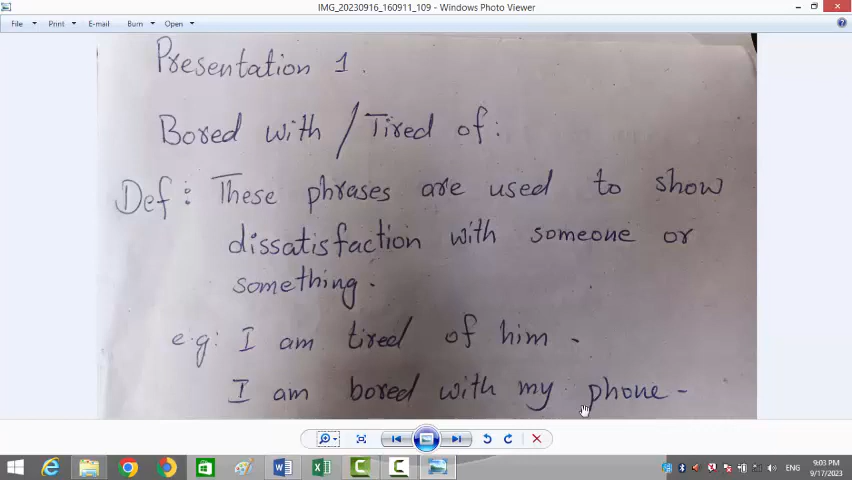 IMG_20230916_160911_109 - Windows Photo Viewer
File Print E-mail Burn Open
Presentation 1.
Bored with / Tired of:
Def: These phrases are used to show
dissatisfaction with someone or
something.
e.g: I am tired of him.
I am bored with my phone.
ENG
9:03 PM
9/17/2023